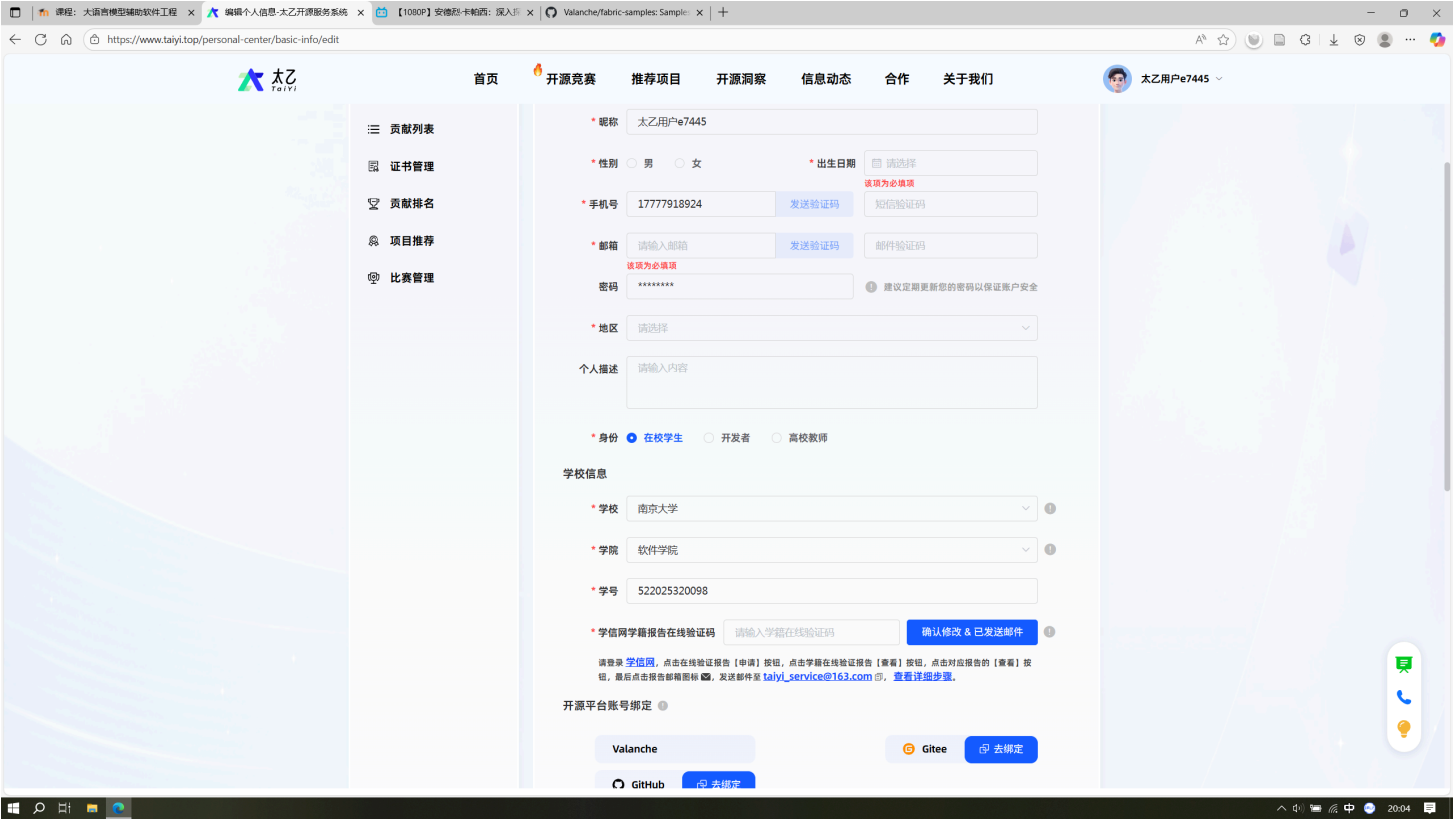 课程：大语言模型辅助软件工程
编辑个人信息-太乙开源服务系统
【1080P】安德烈·卡帕西：深入探
Valanche/fabric-samples: Sample
https://www.taiyi.top/personal-center/basic-info/edit
太乙
TaiYi
首页
开源竞赛
推荐项目
开源洞察
信息动态
合作
关于我们
太乙用户e7445
贡献列表
证书管理
贡献排名
项目推荐
比赛管理
* 昵称 太乙用户e7445
* 性别 男 女 * 出生日期 请选择
该项为必填项
* 手机号 17777918924 发送验证码 短信验证码
* 邮箱 请输入邮箱 发送验证码 邮件验证码
该项为必填项
密码 ******** 建议定期更新您的密码以保证账户安全
* 地区 请选择
个人描述 请输入内容
* 身份 在校学生 开发者 高校教师
学校信息
* 学校 南京大学
* 学院 软件学院
* 学号 522025320098
* 学信网学籍报告在线验证码 请输入学籍在线验证码 确认修改 & 已发送邮件
请登录 学信网，点击在线验证报告【申请】按钮，点击学籍在线验证报告【查看】按钮，点击对应报告的【查看】按
钮，最后点击报告邮箱图标，发送邮件至 taiyi_service@163.com，查看详细步骤。
开源平台账号绑定
Valanche
Gitee 去绑定
GitHub 去绑定
中
20:04